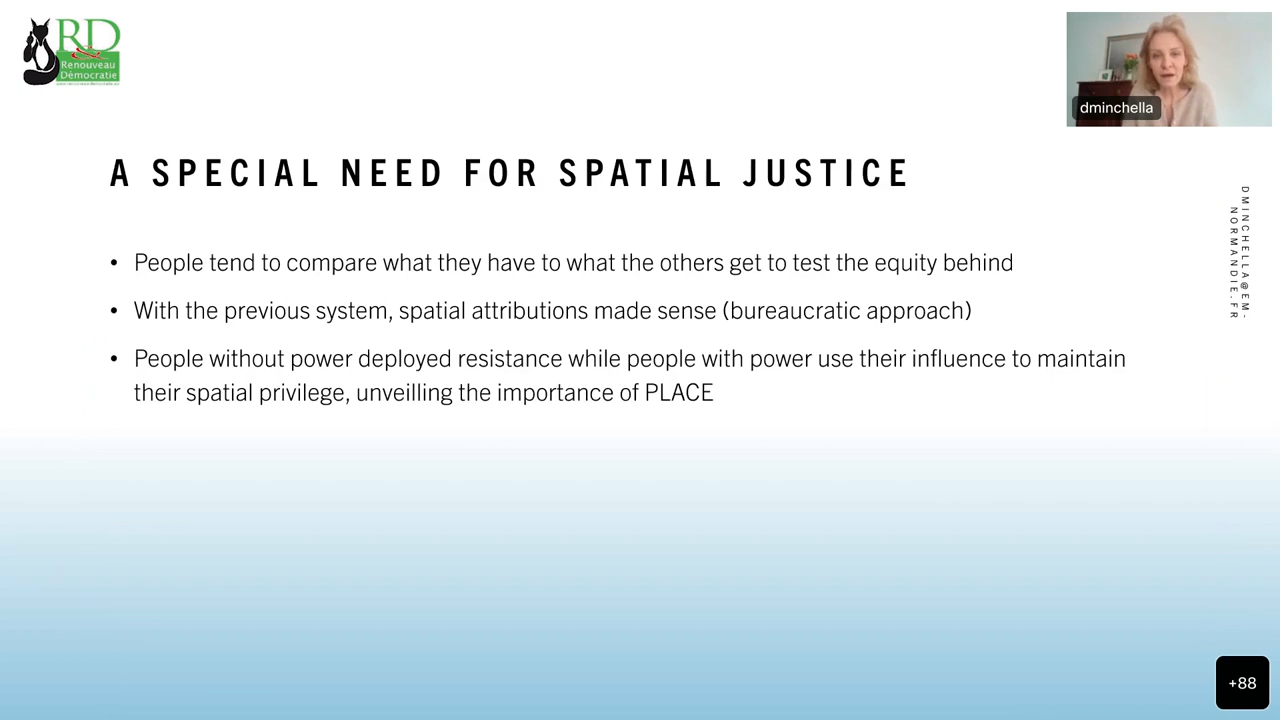 RD
Renouveau
Démocratie
dminchella
A SPECIAL NEED FOR SPATIAL JUSTICE
DMINCHELLA@EM-
NORMANDIE.FR
• People tend to compare what they have to what the others get to test the equity behind
• With the previous system, spatial attributions made sense (bureaucratic approach)
• People without power deployed resistance while people with power use their influence to maintain
their spatial privilege, unveilling the importance of PLACE
+88